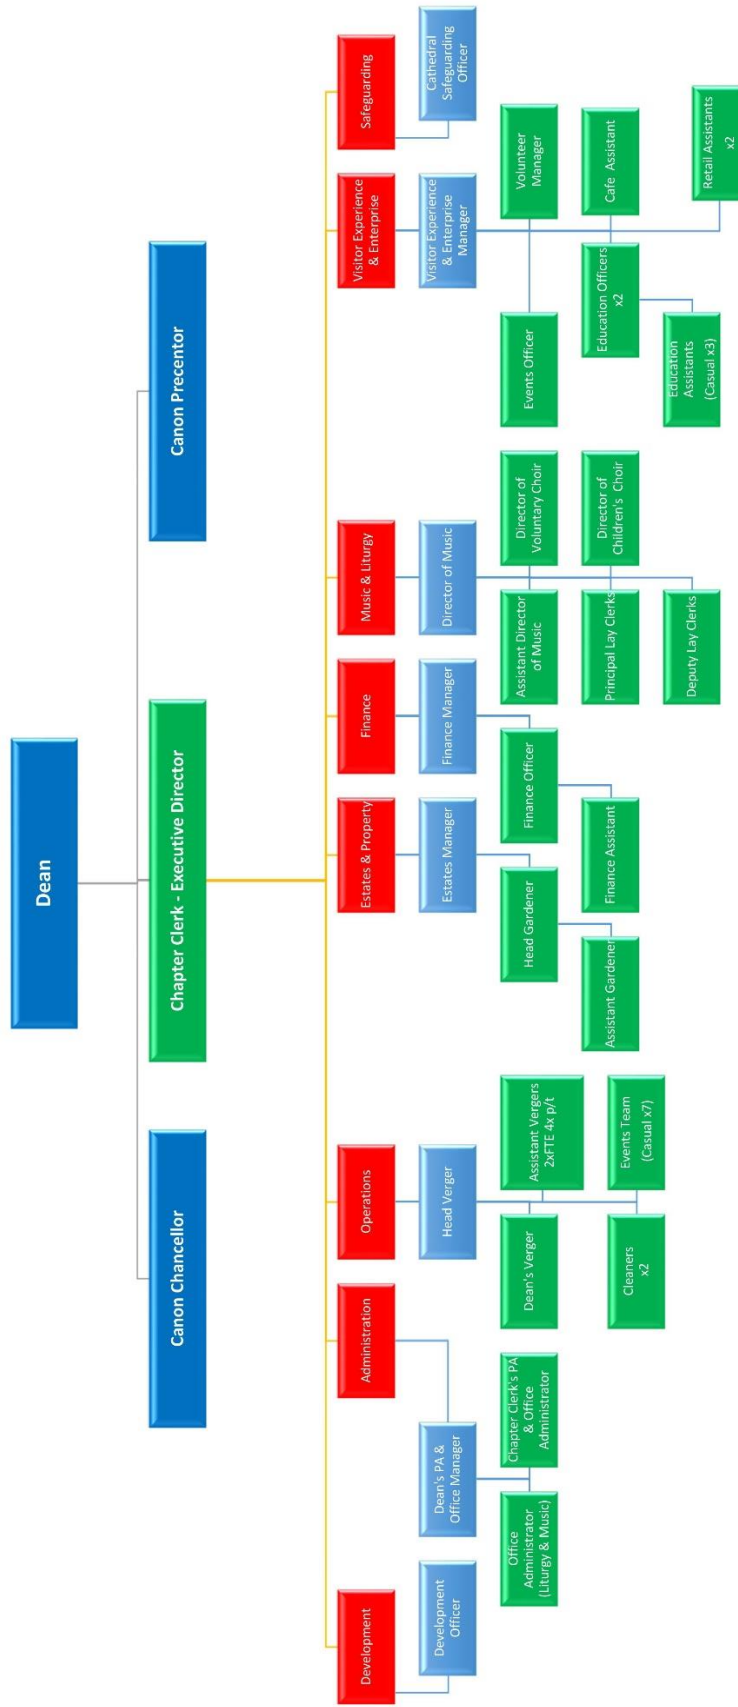 Dean
Canon Chancellor
Chapter Clerk - Executive Director
Canon Precentor
Development
Administration
Operations
Estates & Property
Finance
Music & Liturgy
Visitor Experience
& Enterprise
Safeguarding
Development
Officer
Dean's PA &
Office Manager
Head Verger
Estates Manager
Finance Manager
Director of Music
Visitor Experience
& Enterprise
Manager
Cathedral
Safeguarding
Officer
Office
Administrator
(Liturgy & Music)
Chapter Clerk's PA
& Office
Administrator
Dean's Verger
Assistant Vergers
2xFTE 4x p/t
Cleaners
x2
Events Team
(Casual x7)
Head Gardener
Assistant Gardener
Finance Officer
Finance Assistant
Assistant Director
of Music
Director of
Voluntary Choir
Principal Lay Clerks
Director of
Children's Choir
Deputy Lay Clerks
Events Officer
Volunteer
Manager
Education Officers
x2
Cafe Assistant
Education
Assistants
(Casual x3)
Retail Assistants
x2